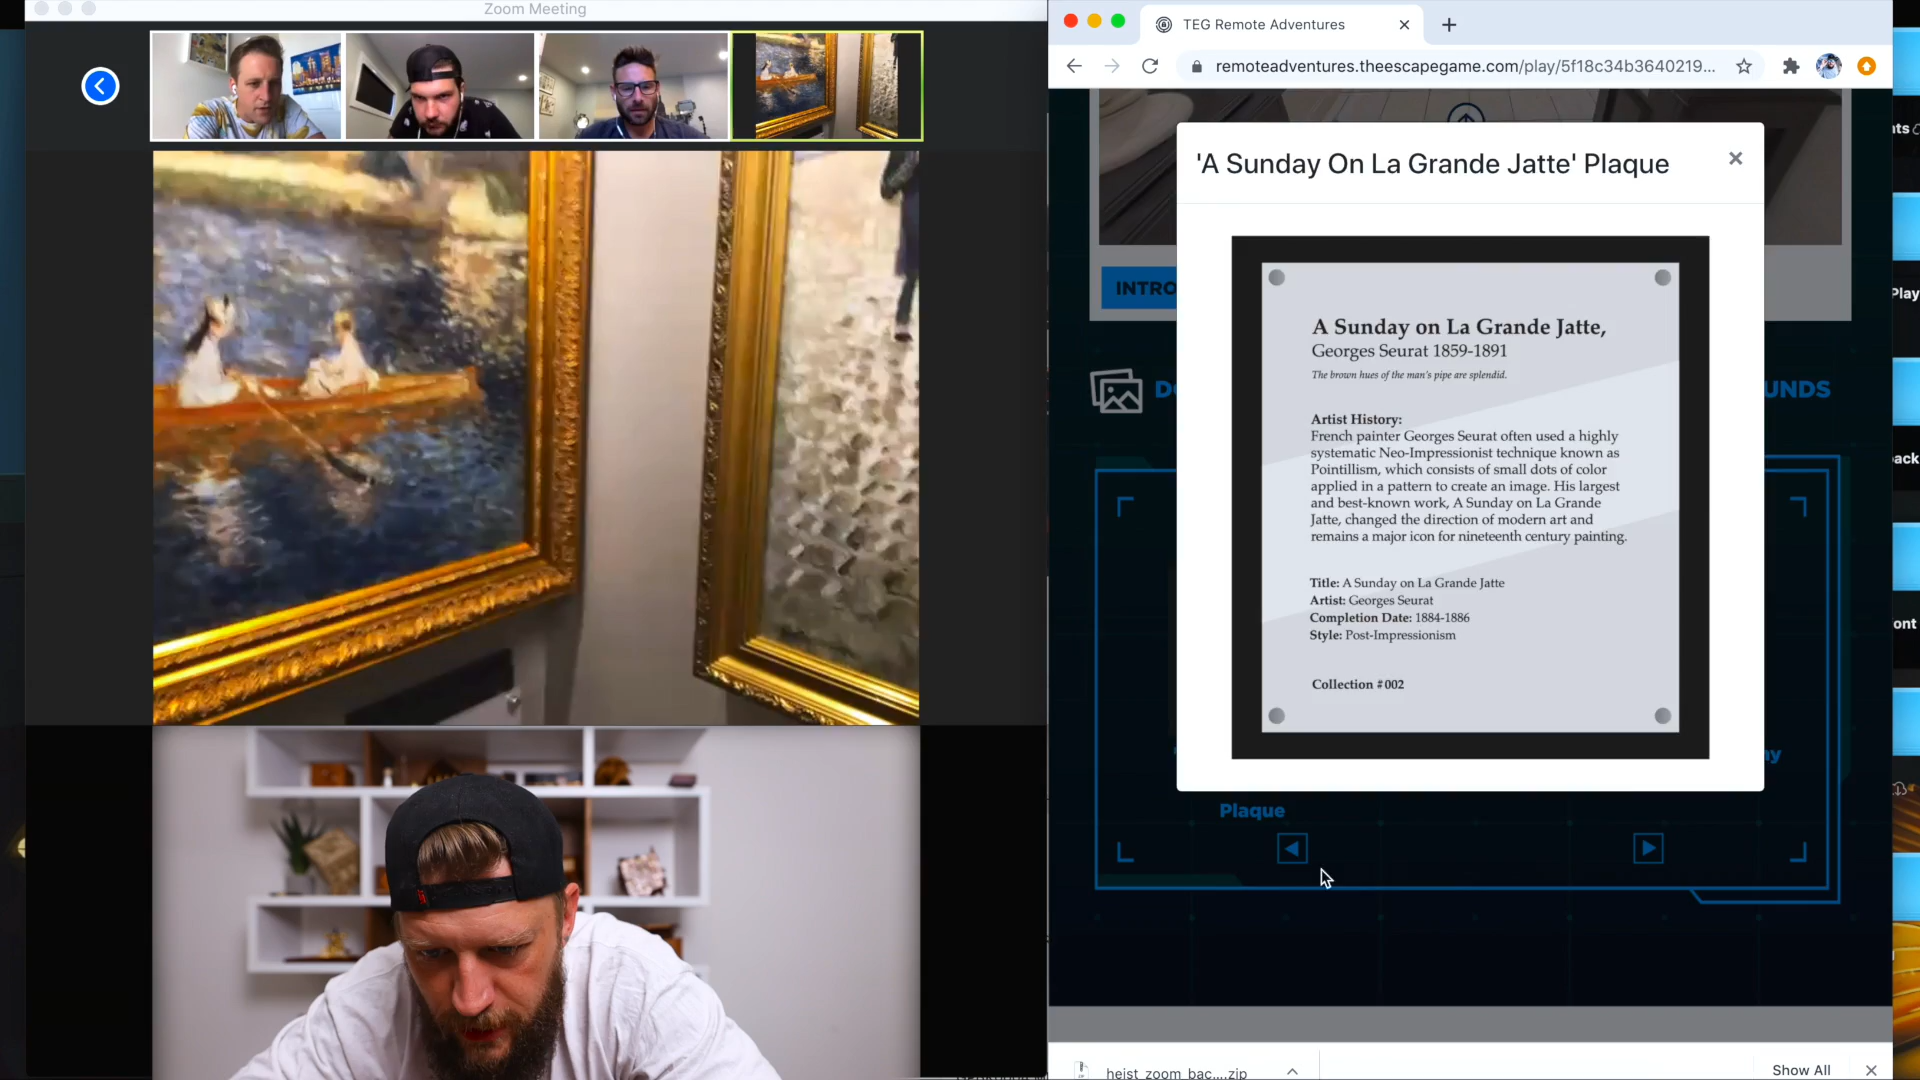 Zoom Meeting
TEG Remote Adventures
remoteadventures.theescapegame.com/play/5f18c34b3640219...
'A Sunday On La Grande Jatte' Plaque
INTRO
A Sunday on La Grande Jatte,
Georges Seurat 1859-1891
The brown hues of the man's pipe are splendid.
Artist History:
French painter Georges Seurat often used a highly
systematic Neo-Impressionist technique known as
Pointillism, which consists of small dots of color
applied in a pattern to create an image. His largest
and best-known work, A Sunday on La Grande
Jatte, changed the direction of modern art and
remains a major icon for nineteenth century painting.
Title: A Sunday on La Grande Jatte
Artist: Georges Seurat
Completion Date: 1884-1886
Style: Post-Impressionism
Collection #002
UNDS
Plaque
heist_zoom_bac....zip
Show All
Play
ack
ont